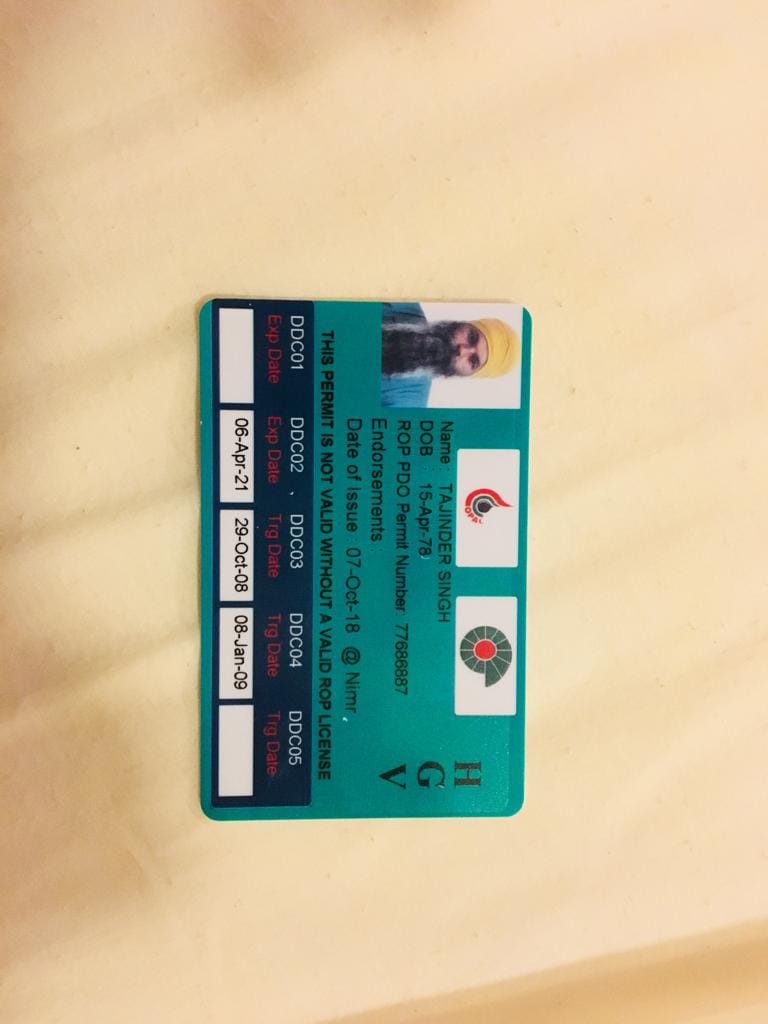 Name : TAJINDER SINGH
DOB : 15-Apr-78
ROP PDO Permit Number: 77686887
Endorsements :
Date of Issue : 07-Oct-18 @ Nimr
H
G
V
THIS PERMIT IS NOT VALID WITHOUT A VALID ROP LICENSE
DDC01 DDC02 DDC03 DDC04 DDC05
Exp Date Exp Date Trg Date Trg Date Trg Date
06-Apr-21 29-Oct-08 08-Jan-09